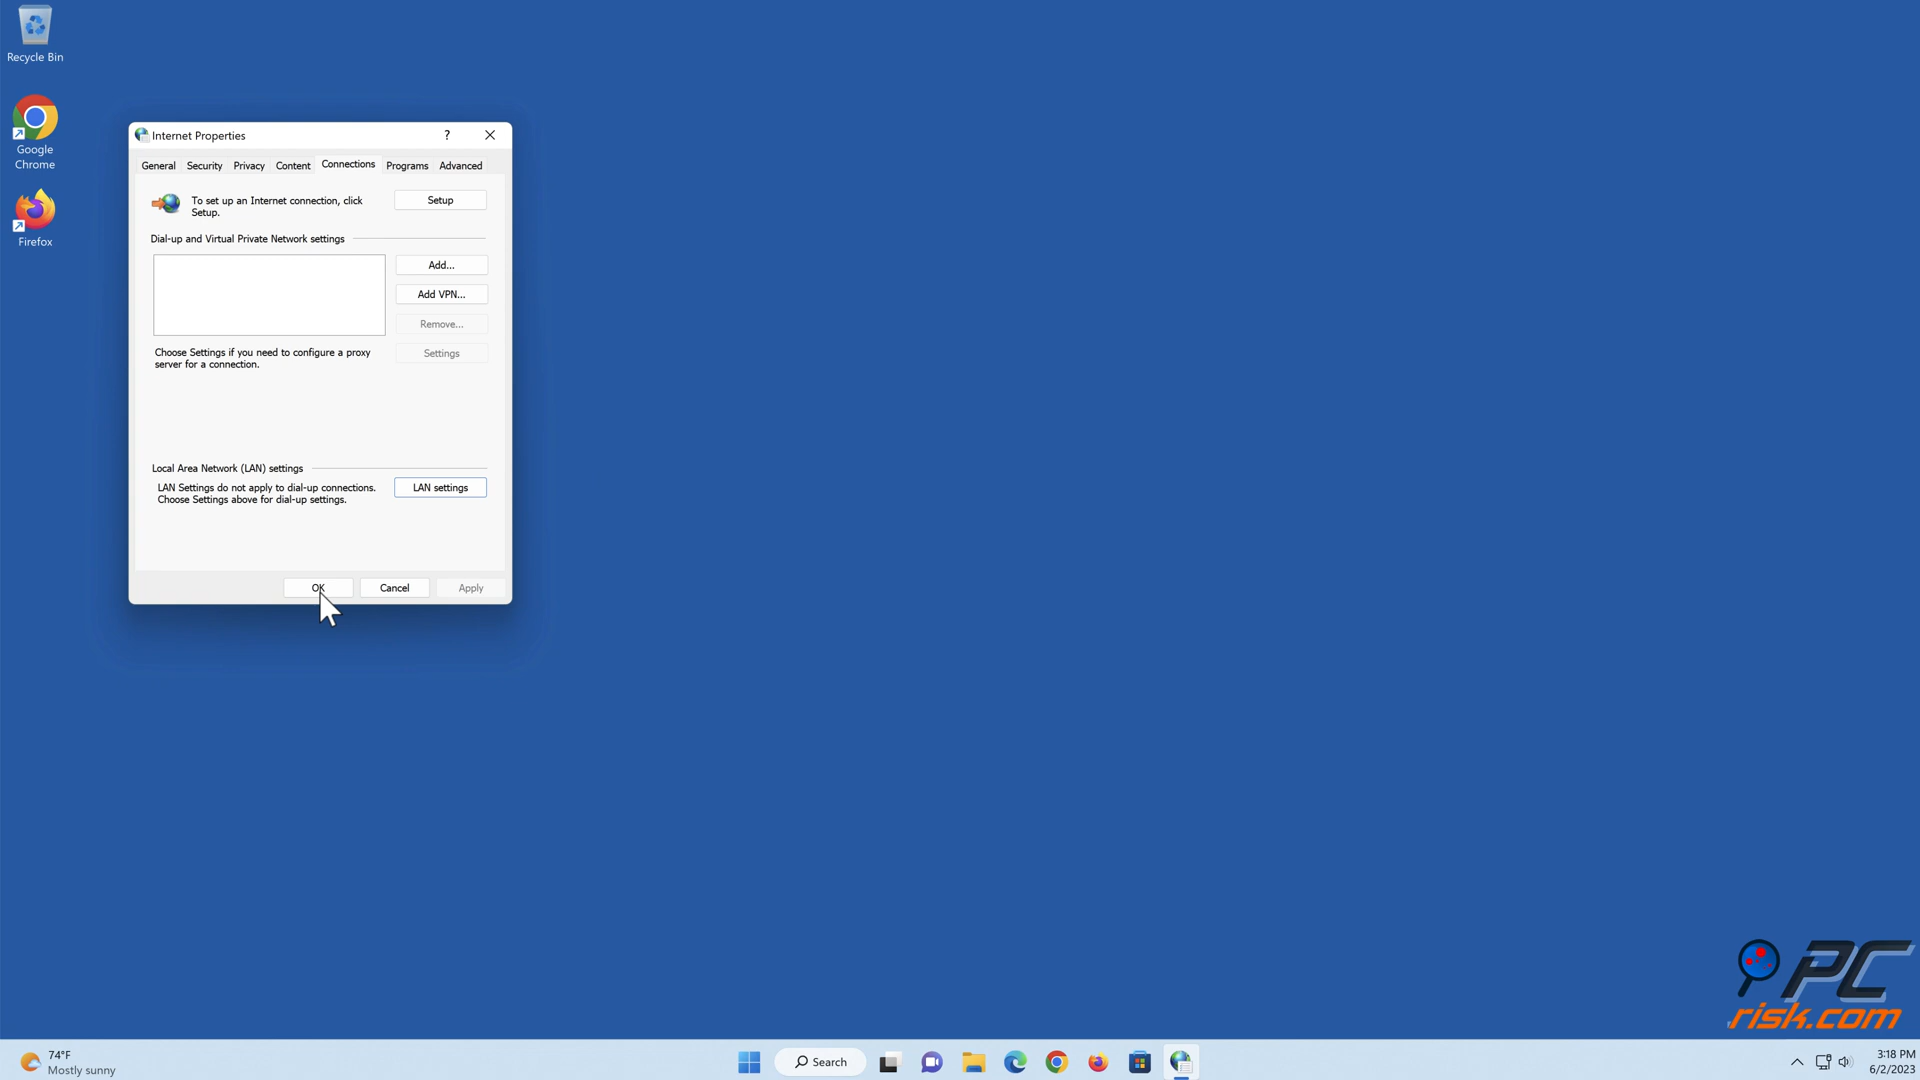 Recycle Bin
Google
Chrome
Firefox
Internet Properties
?
General Security Privacy Content Connections Programs Advanced
To set up an Internet connection, click
Setup.
Setup
Dial-up and Virtual Private Network settings
Add...
Add VPN...
Remove...
Choose Settings if you need to configure a proxy
server for a connection.
Settings
Local Area Network (LAN) settings
LAN Settings do not apply to dial-up connections.
Choose Settings above for dial-up settings.
LAN settings
OK Cancel Apply
PC
risk.com
74°F
Mostly sunny
Search
3:18 PM
6/2/2023